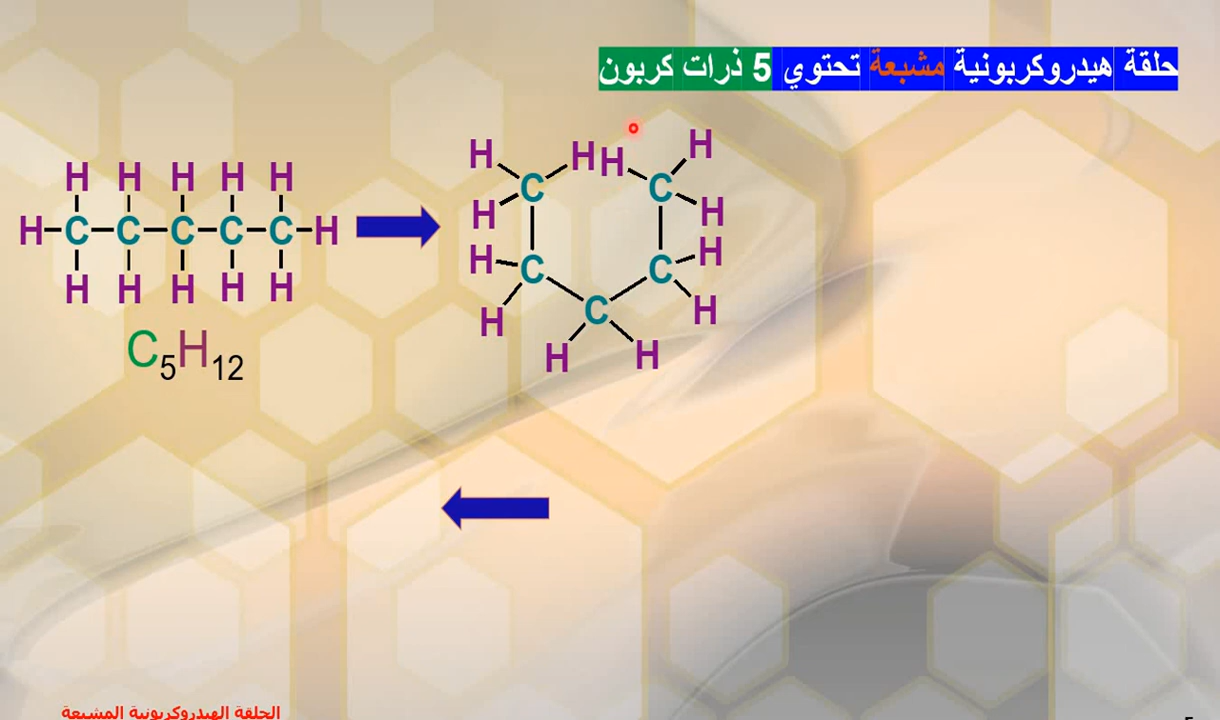 حلقة هيدروكربونية مشبعة تحتوي 5 ذرات كربون
H H H H H
H C C C C C H
H H H H H
C5H12
H H H H
C C
H H
H C C H
H C H
H H
الحلقة الهيدروكربونية المشبعة